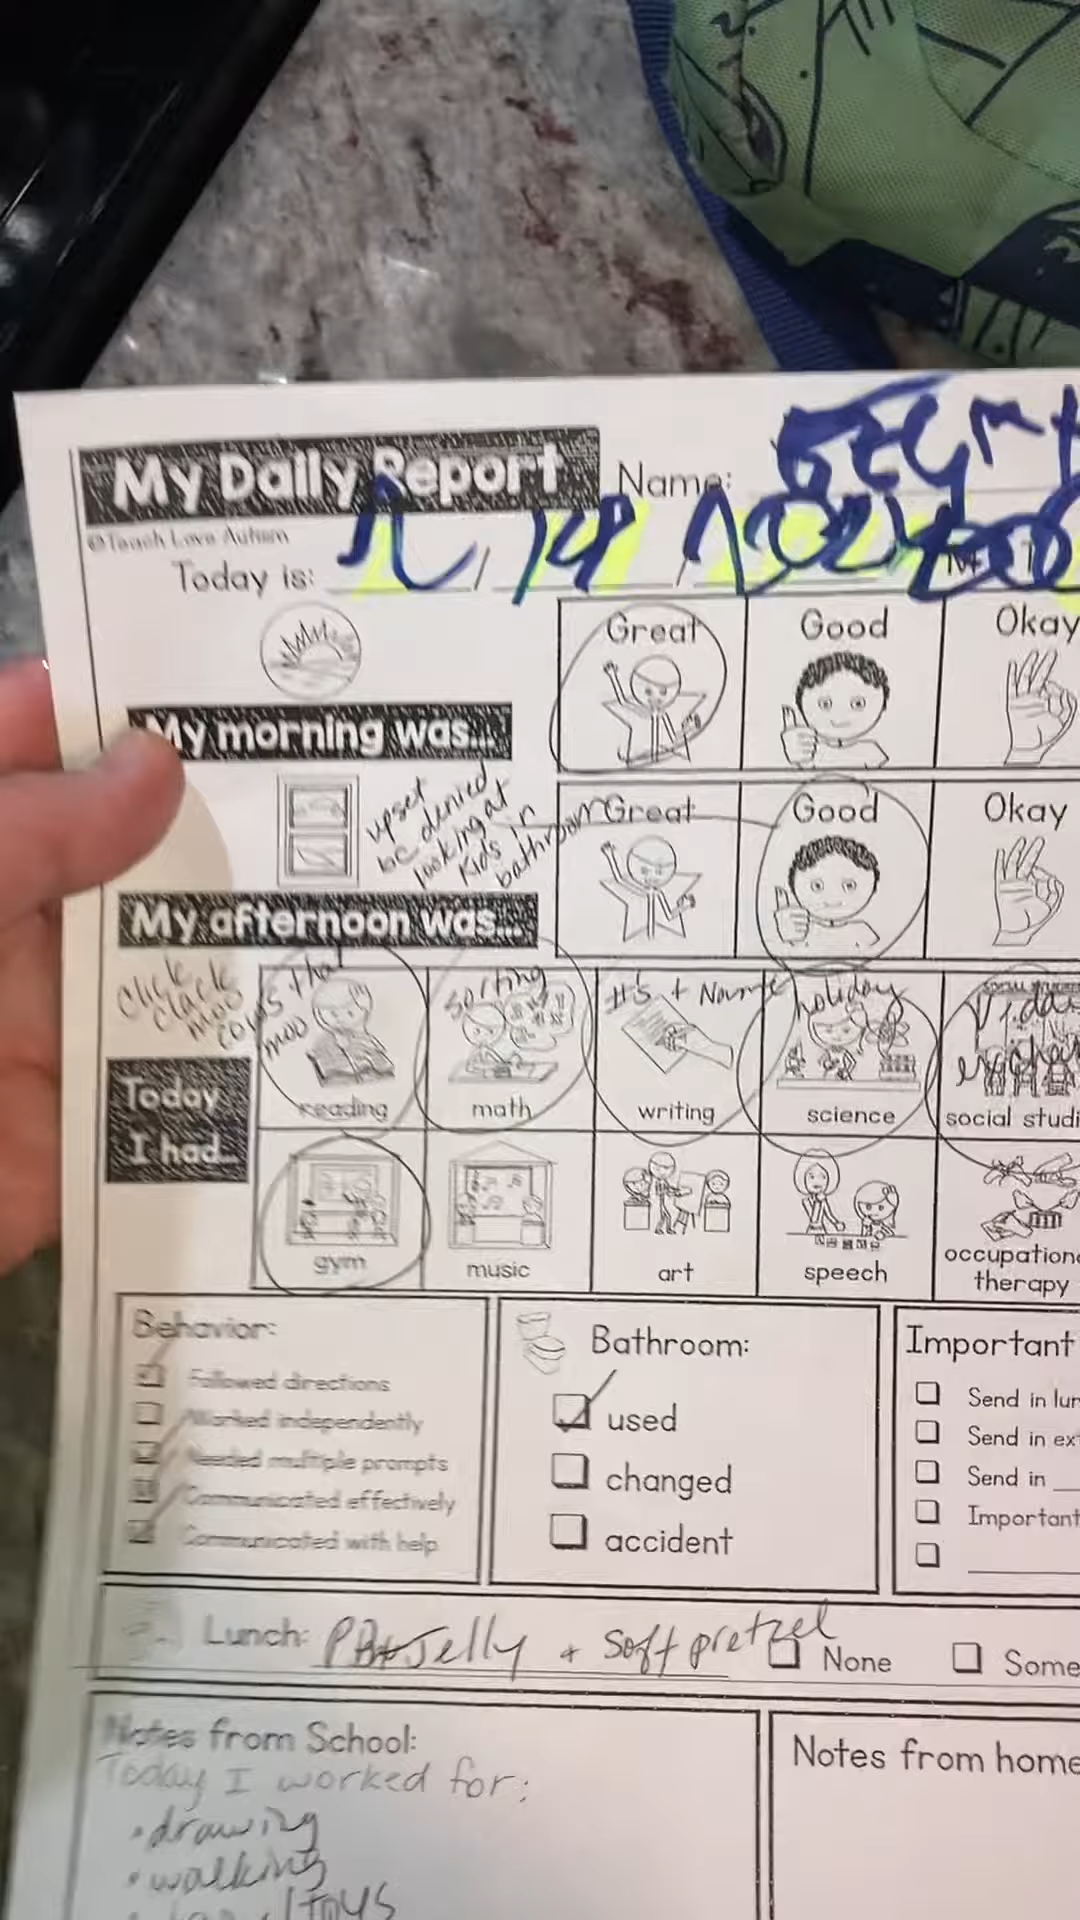 My Daily Report
Name:
©Teach Love Autism
Today is:
Great Good Okay
My morning was...
upset
bc denied
looking at
kids in
bathroom
Great Good Okay
My afternoon was...
Click
Clack
Moo
cows that
moo
sorting
#'s + Name
holiday
Today
I had...
reading math writing science social studi
gym music art speech occupation
therapy
Behavior:
Followed directions
Worked independently
Needed multiple prompts
Communicated effectively
Communicated with help
Bathroom:
used
changed
accident
Important
Send in lun
Send in ex
Send in
Important
Lunch: PB+Jelly + soft pretzel
None Some
Notes from School:
Today I worked for:
• drawing
• walking
toys
Notes from home